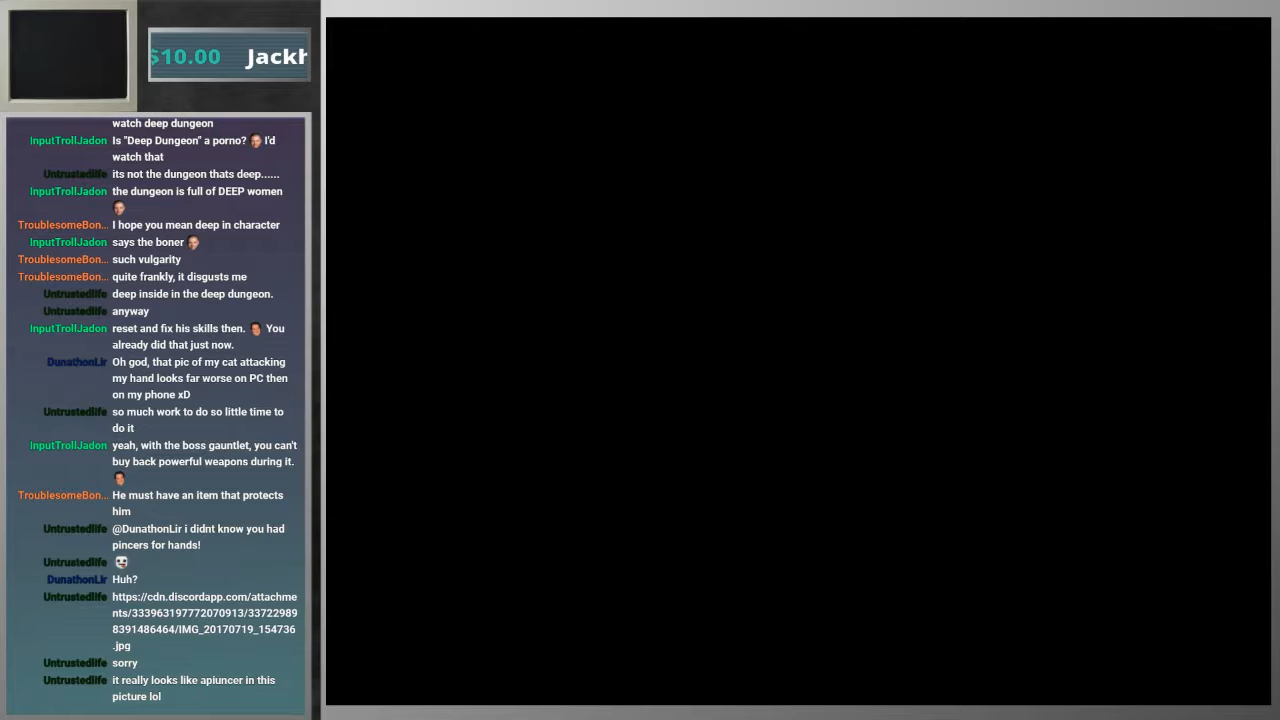 $10.00 Jackh
watch deep dungeon
InputTrollJadon Is "Deep Dungeon" a porno? I'd
watch that
Untrustedlife its not the dungeon thats deep......
InputTrollJadon the dungeon is full of DEEP women
TroublesomeBon... I hope you mean deep in character
InputTrollJadon says the boner
TroublesomeBon... such vulgarity
TroublesomeBon... quite frankly, it disgusts me
Untrustedlife deep inside in the deep dungeon.
Untrustedlife anyway
InputTrollJadon reset and fix his skills then. You
already did that just now.
DunathonLir Oh god, that pic of my cat attacking
my hand looks far worse on PC then
on my phone xD
Untrustedlife so much work to do so little time to
do it
InputTrollJadon yeah, with the boss gauntlet, you can't
buy back powerful weapons during it.
TroublesomeBon... He must have an item that protects
him
Untrustedlife @DunathonLir i didnt know you had
pincers for hands!
Untrustedlife
DunathonLir Huh?
Untrustedlife https://cdn.discordapp.com/attachme
nts/333963197772070913/33722989
8391486464/IMG_20170719_154736
.jpg
Untrustedlife sorry
Untrustedlife it really looks like apiuncer in this
picture lol